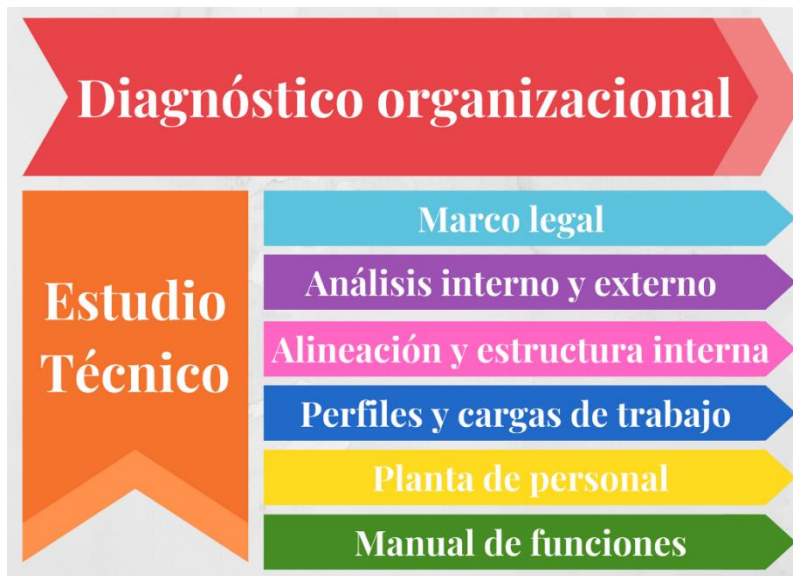 Diagnóstico organizacional
Estudio
Técnico
Marco legal
Análisis interno y externo
Alineación y estructura interna
Perfiles y cargas de trabajo
Planta de personal
Manual de funciones